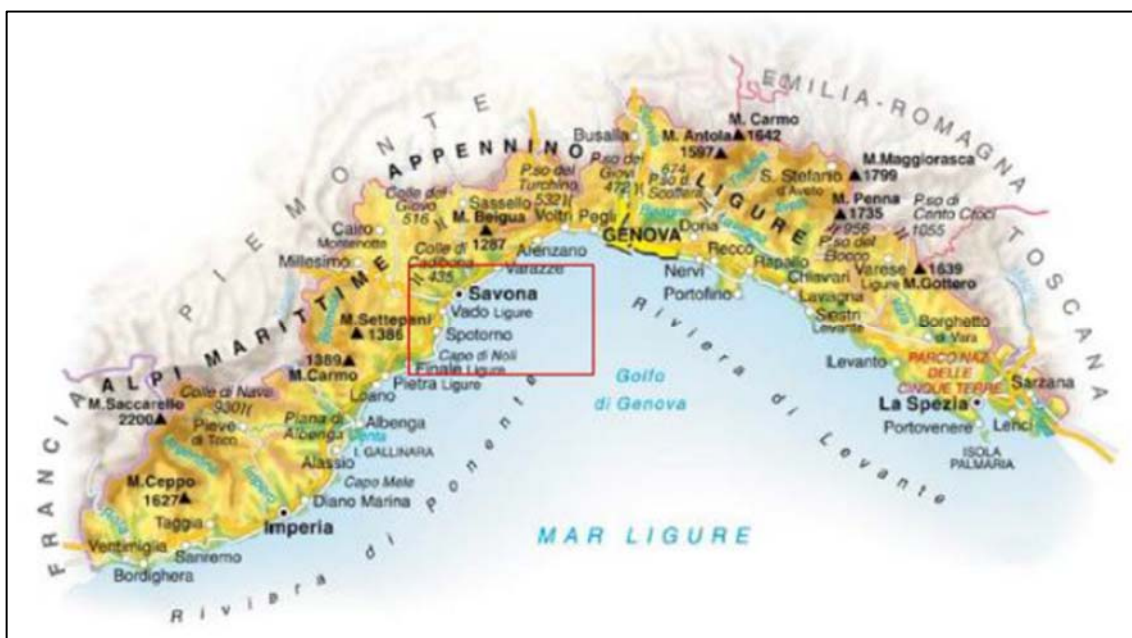 PIEMONTE
EMILIA-ROMAGNA
TOSCANA
FRANCIA
ALPI MARITTIME
APPENNINO
LIGURE
Busalla
M. Carmo
1642
M. Antola
1597
P.so dei
Giovi
472
674
P.so d.
Scoffera
S. Stefano
d'Aveto
M.Maggiorasca
1799
M. Penna
1735
P.so di
Cento Croci
1055
956
P.so del
Bocco
Varese
Ligure
1639
M.Gottero
P.so del
Turchino
532
Colle del
Giovo
516
Sassello
M. Beigua
1287
Voltri
Pegli
GENOVA
Doria
Recco
Rapallo
Chiavari
Nervi
Portofino
Lavagna
Sestri
Levante
Cairo
Montenotte
Millesimo
Colle di
Cadibona
435
Arenzano
Varazze
Savona
Vado Ligure
Spotorno
Capo di Noli
Finale Ligure
M.Settepani
1386
1389
M.Carmo
Loano
Pietra Ligure
Borghetto
di Vara
Levanto
PARCO NAZ.
DELLE
CINQUE TERRE
Sarzana
La Spezia
Portovenere
Lerici
ISOLA
PALMARIA
Golfo
di Genova
Riviera di Levante
M.Saccarello
2200
Colle di Nava
930
Pieve
di Teco
Piana di
Albenga
Albenga
I. GALLINARA
Alassio
Capo Mele
Diano Marina
M.Ceppo
1627
Imperia
Taggia
Ventimiglia
Sanremo
Bordighera
Riviera di Ponente
MAR LIGURE